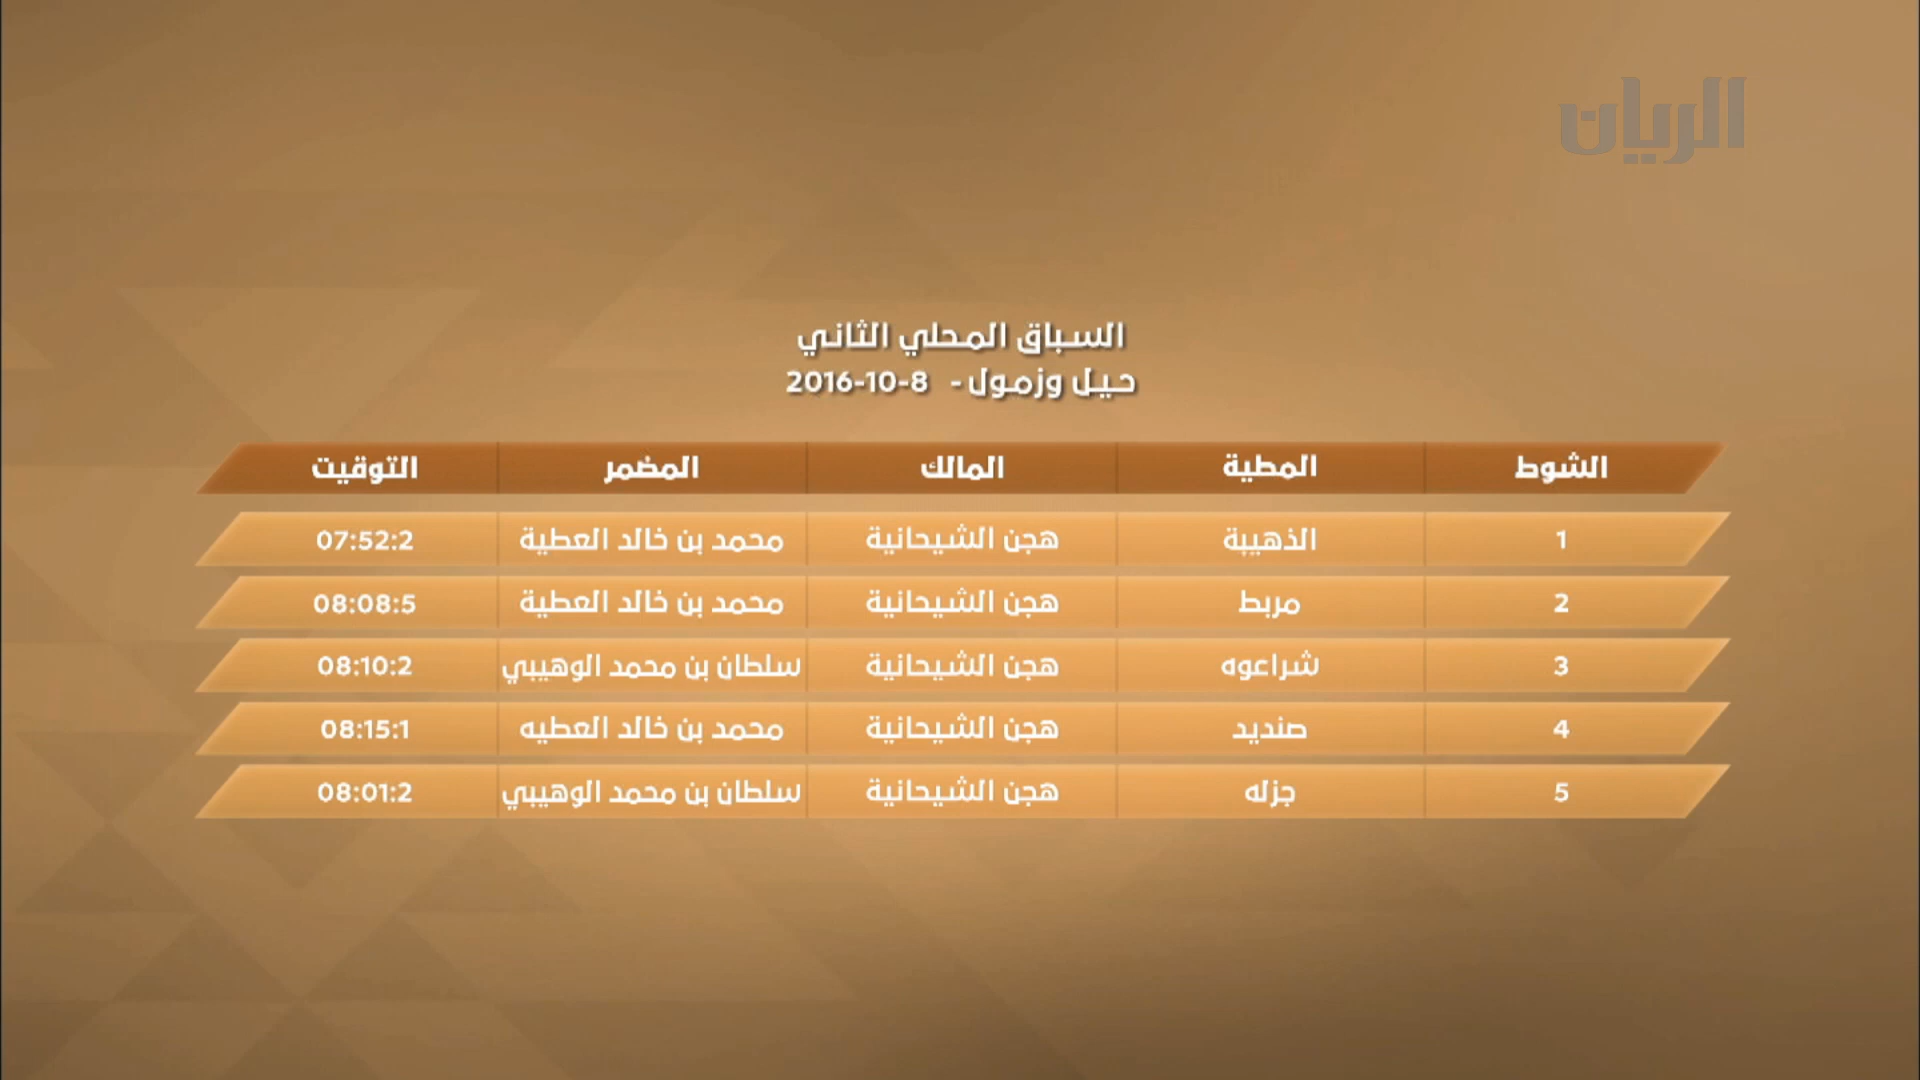 الريان
السباق المحلي الثاني
حيل وزمول - 8-10-2016
الشوط المطية المالك المضمر التوقيت
1 الذهيبة هجن الشيحانية محمد بن خالد العطية 07:52:2
2 مربط هجن الشيحانية محمد بن خالد العطية 08:08:5
3 شراعوه هجن الشيحانية سلطان بن محمد الوهيبي 08:10:2
4 صنديد هجن الشيحانية محمد بن خالد العطيه 08:15:1
5 جزله هجن الشيحانية سلطان بن محمد الوهيبي 08:01:2